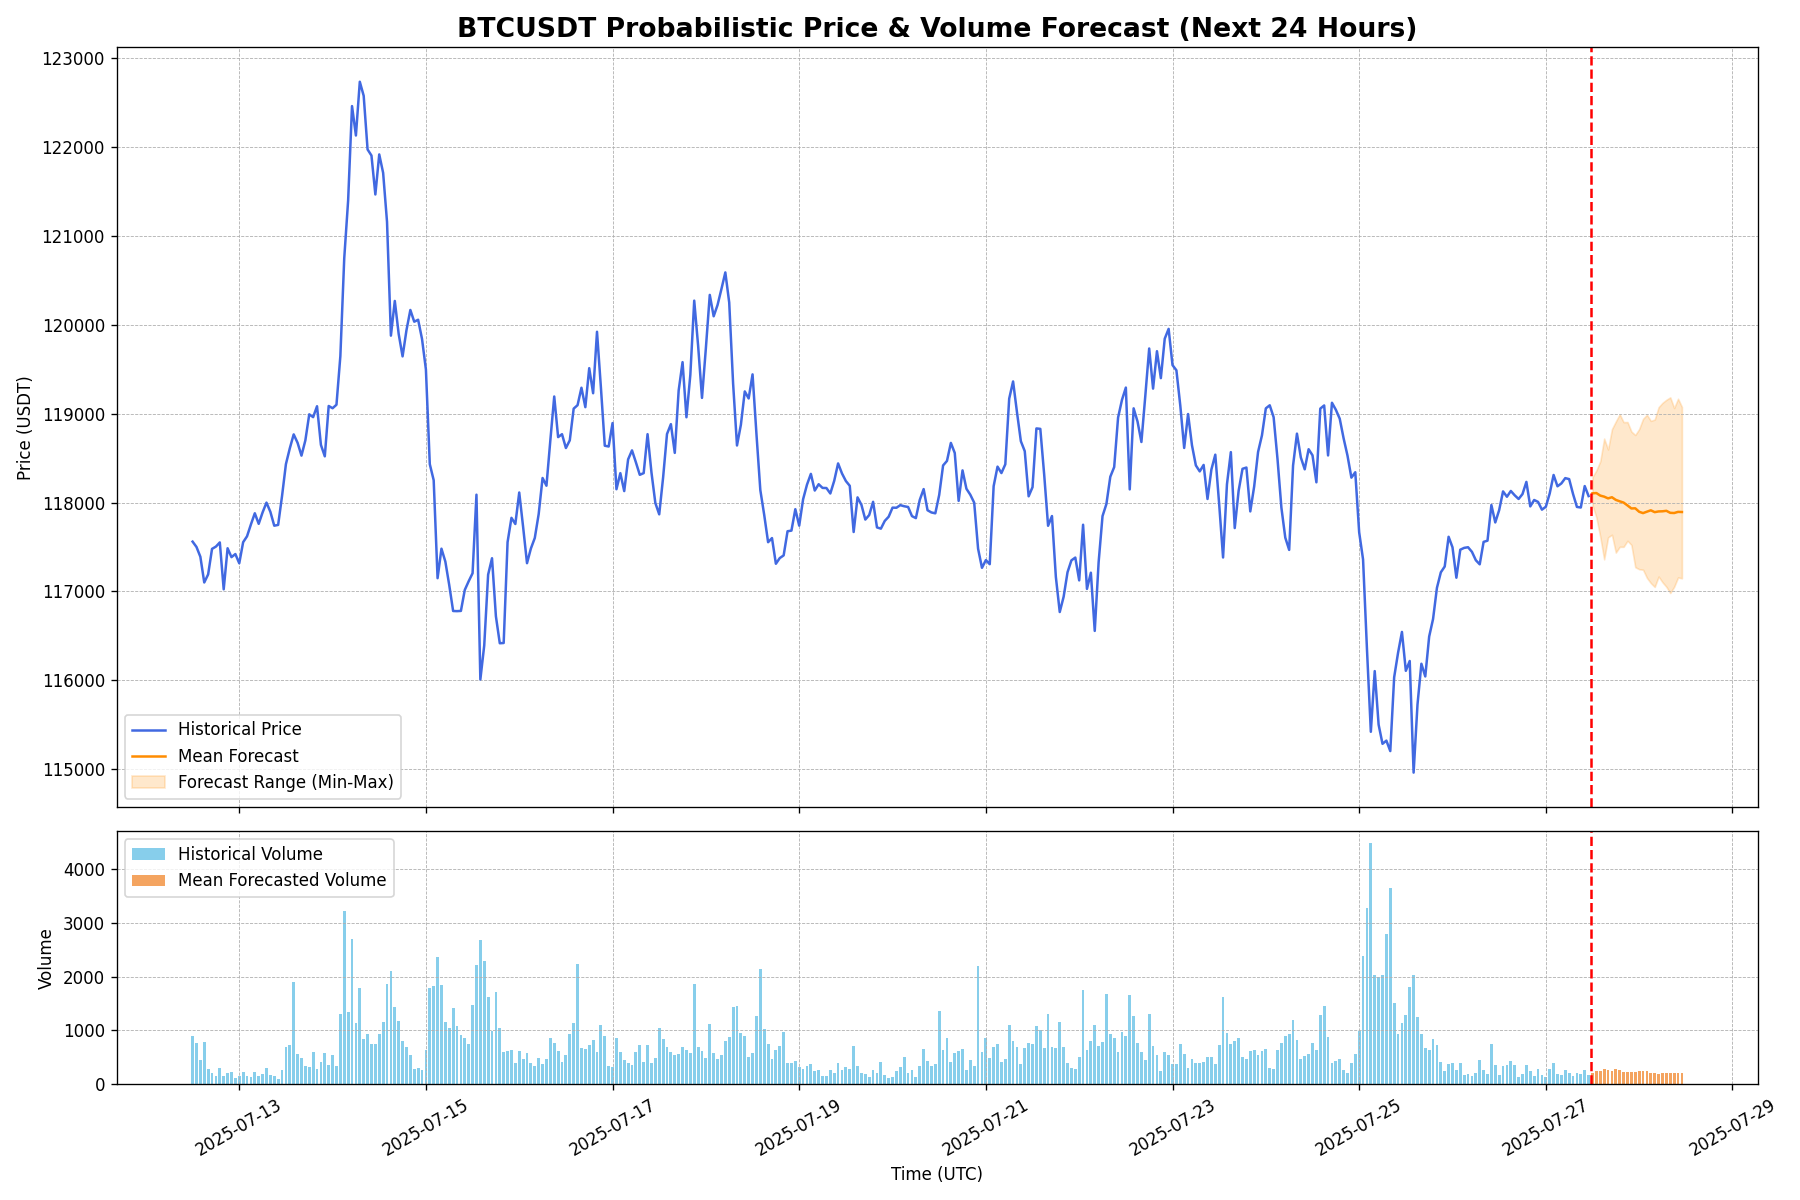 BTCUSDT Probabilistic Price & Volume Forecast (Next 24 Hours)
123000
122000
121000
120000
119000
118000
117000
116000
115000
Price (USDT)
Historical Price
Mean Forecast
Forecast Range (Min-Max)
Historical Volume
Mean Forecasted Volume
4000
3000
2000
1000
0
Volume
2025-07-13
2025-07-15
2025-07-17
2025-07-19
2025-07-21
2025-07-23
2025-07-25
2025-07-27
2025-07-29
Time (UTC)